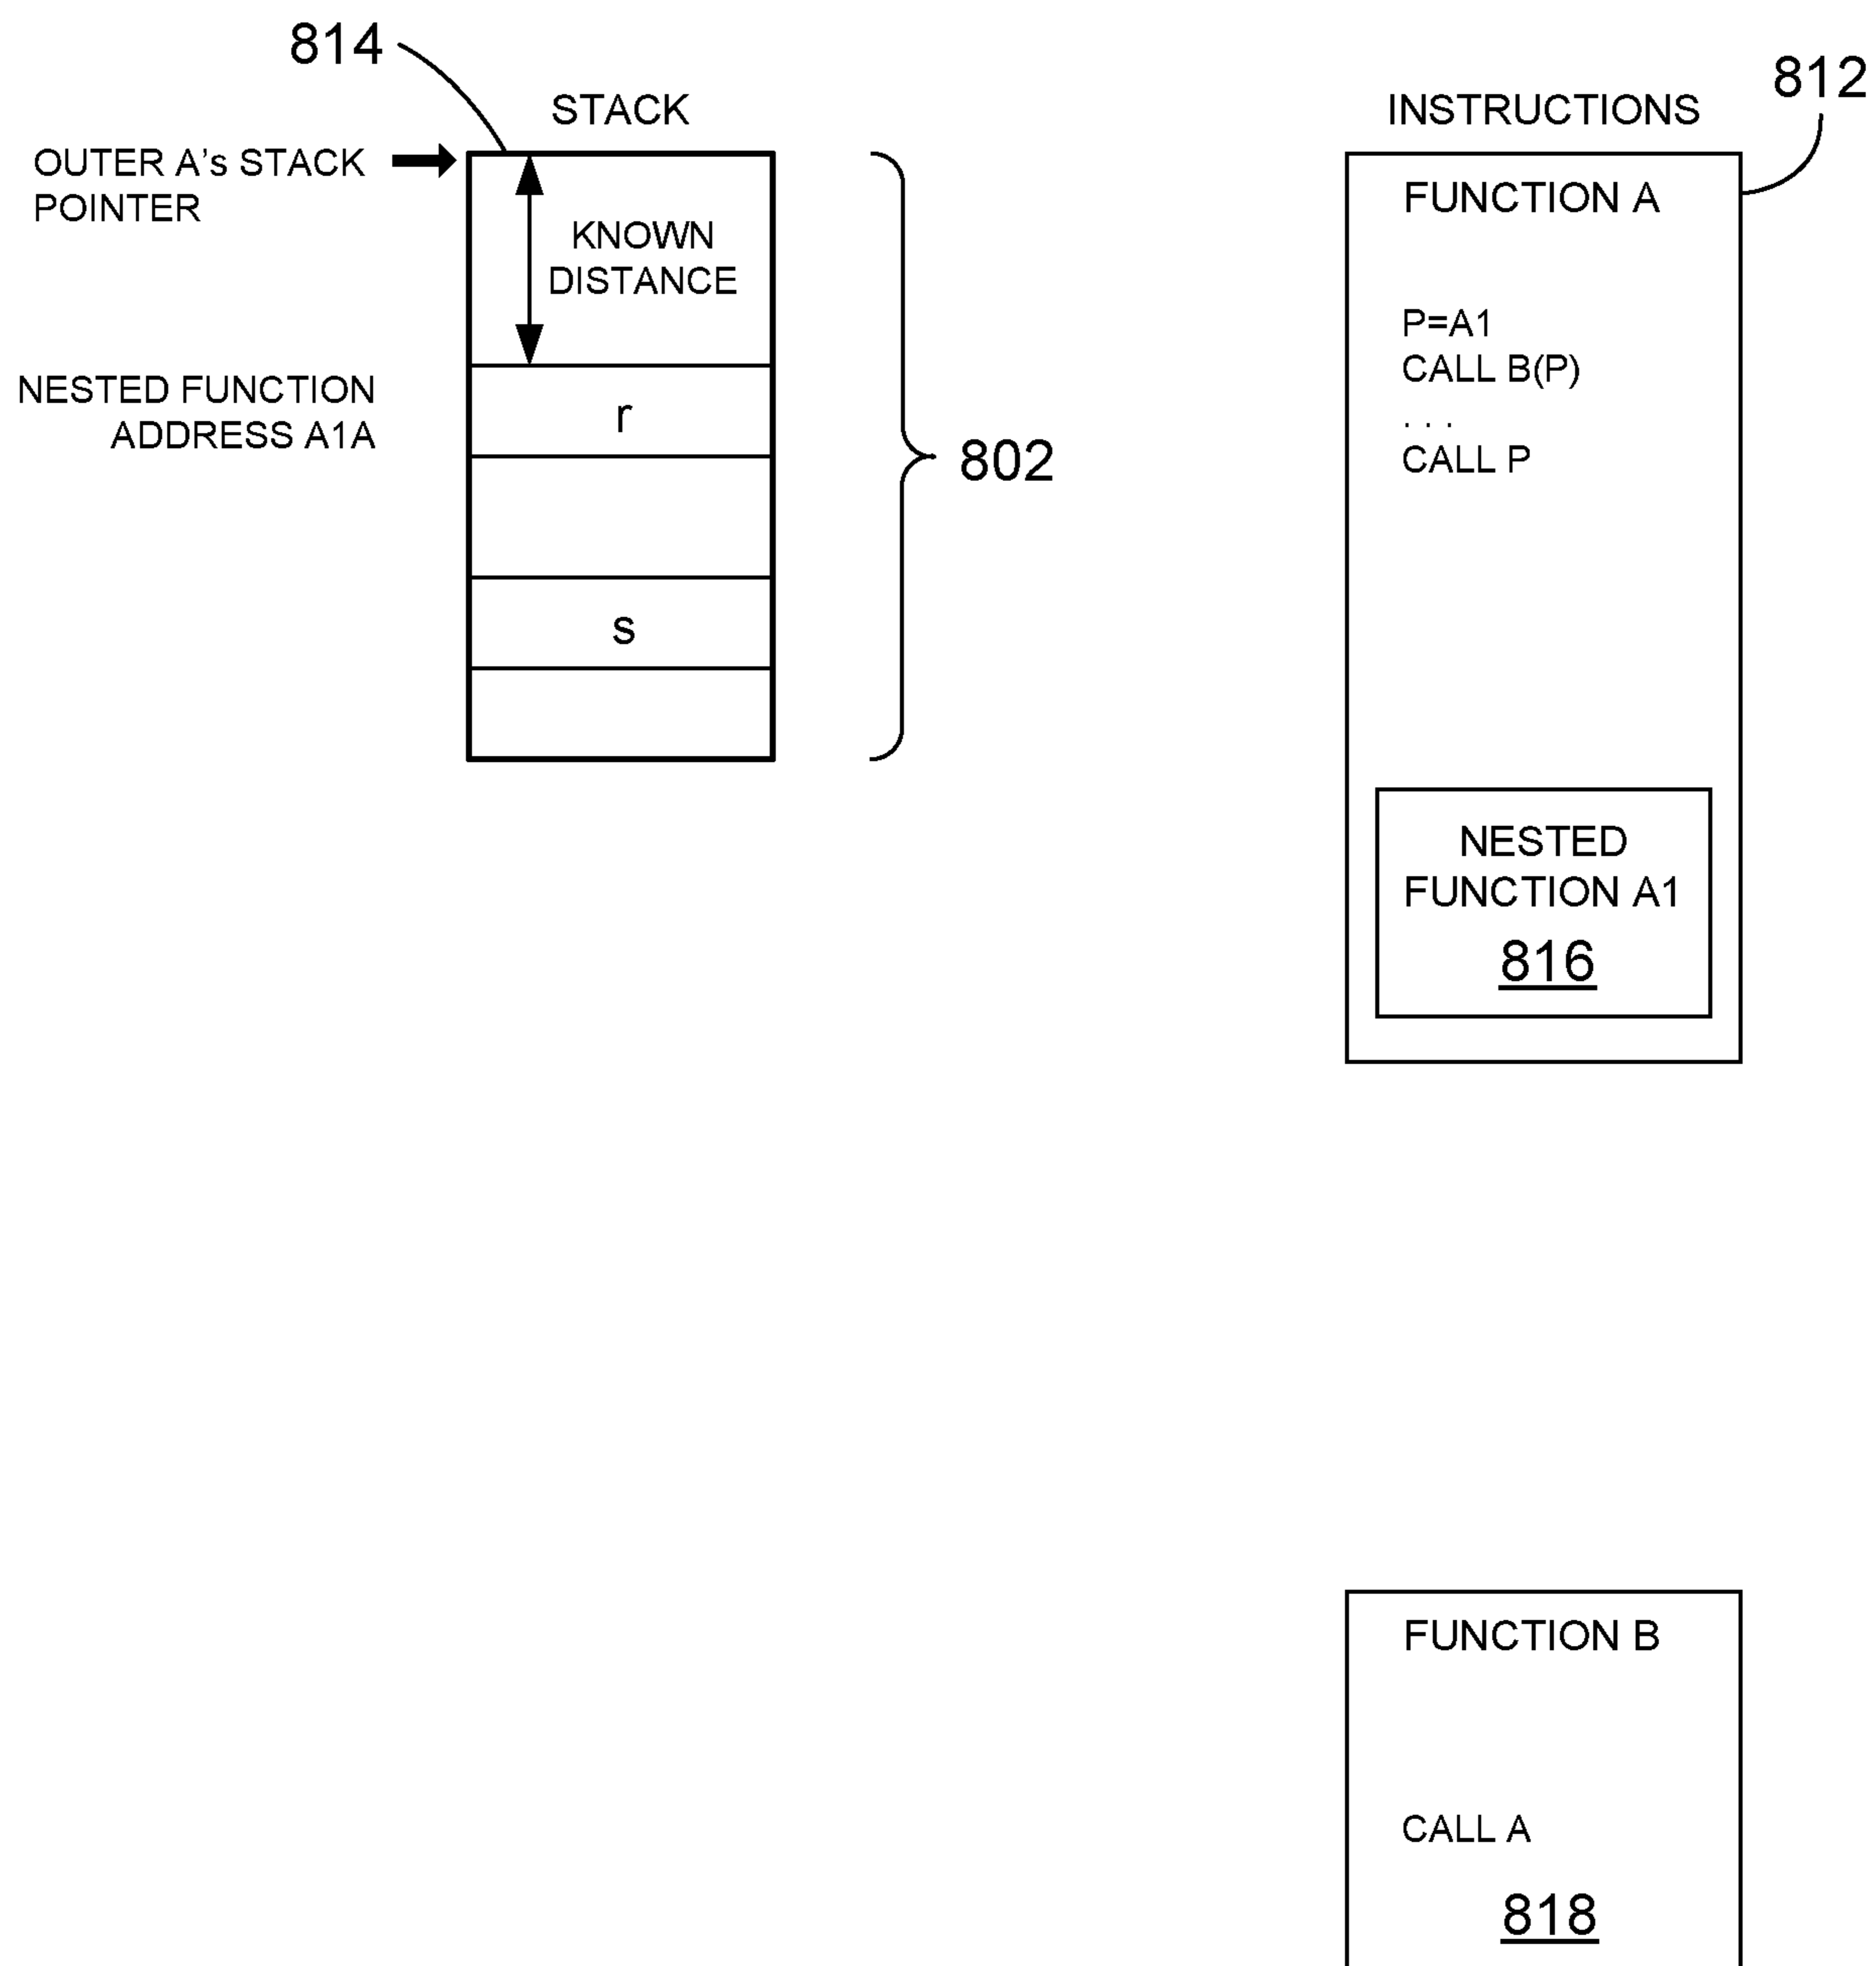 814
STACK
OUTER A's STACK
POINTER
KNOWN
DISTANCE
NESTED FUNCTION
ADDRESS A1A
r
s
802
812
INSTRUCTIONS
FUNCTION A
P=A1
CALL B(P)
. . .
CALL P
NESTED
FUNCTION A1
816
FUNCTION B
CALL A
818